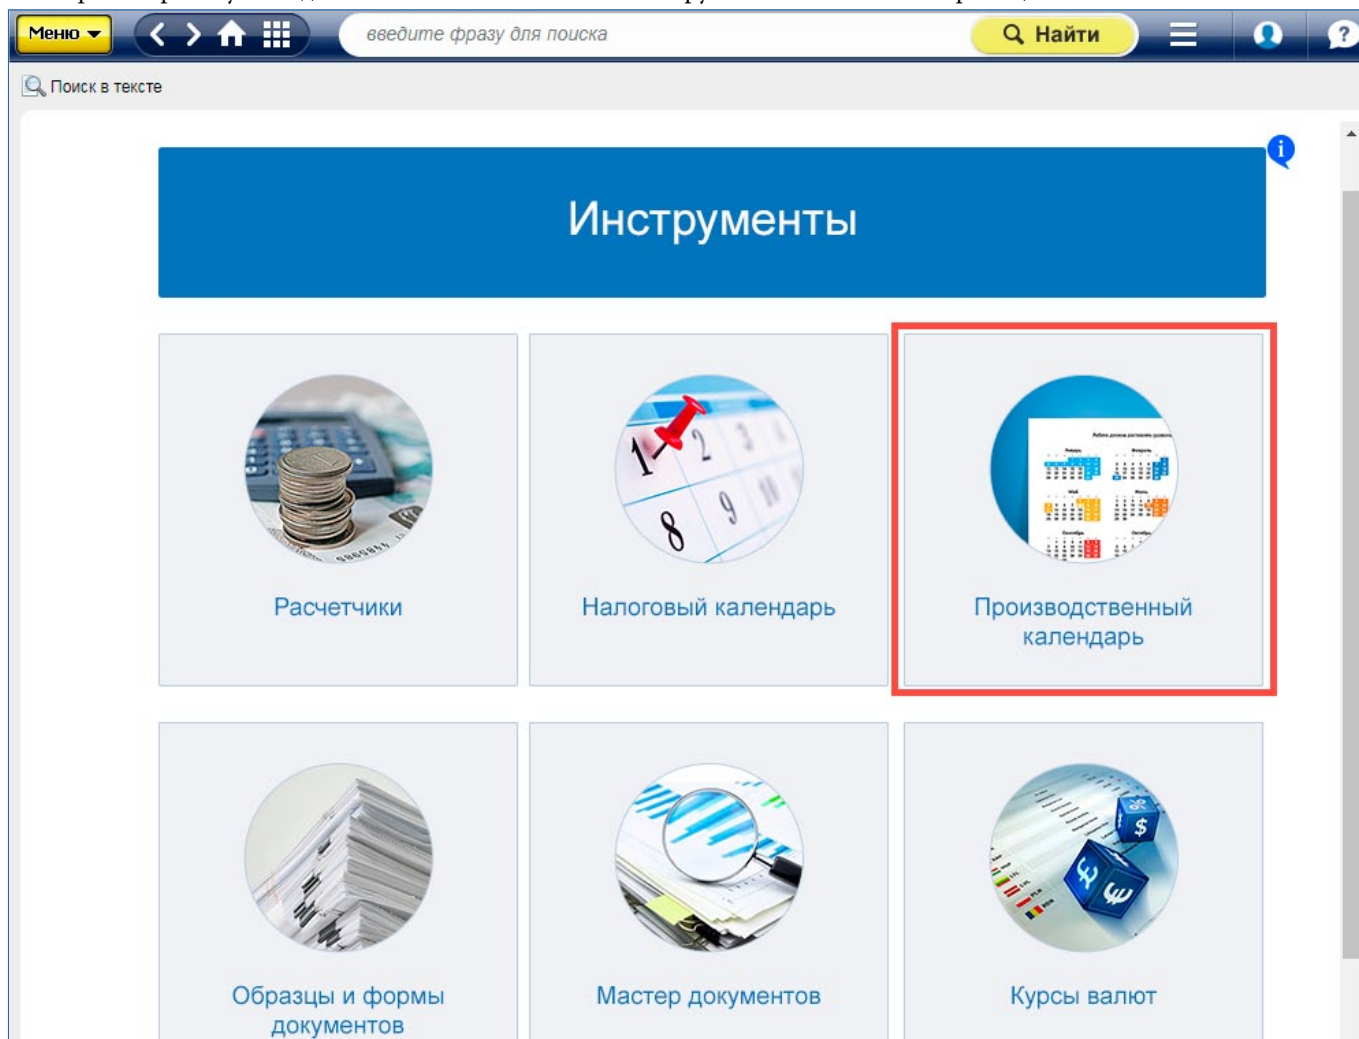 Меню
введите фразу для поиска
Найти
Поиск в тексте
Инструменты
Расчетчики
Налоговый календарь
Производственный
календарь
Образцы и формы
документов
Мастер документов
Курсы валют